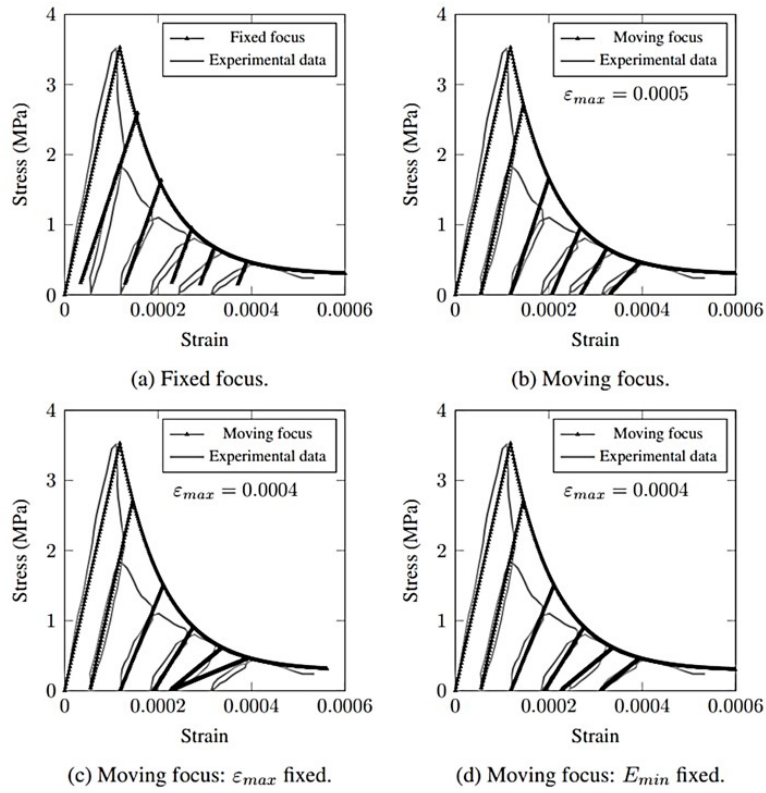 Fixed focus
Experimental data
Stress (MPa)
4
3
2
1
0
0 0.0002 0.0004 0.0006
Strain
(a) Fixed focus.
Moving focus
Experimental data
εmax = 0.0005
Stress (MPa)
4
3
2
1
0
0 0.0002 0.0004 0.0006
Strain
(b) Moving focus.
Moving focus
Experimental data
εmax = 0.0004
Stress (MPa)
4
3
2
1
0
0 0.0002 0.0004 0.0006
Strain
(c) Moving focus: εmax fixed.
Moving focus
Experimental data
εmax = 0.0004
Stress (MPa)
4
3
2
1
0
0 0.0002 0.0004 0.0006
Strain
(d) Moving focus: Emin fixed.